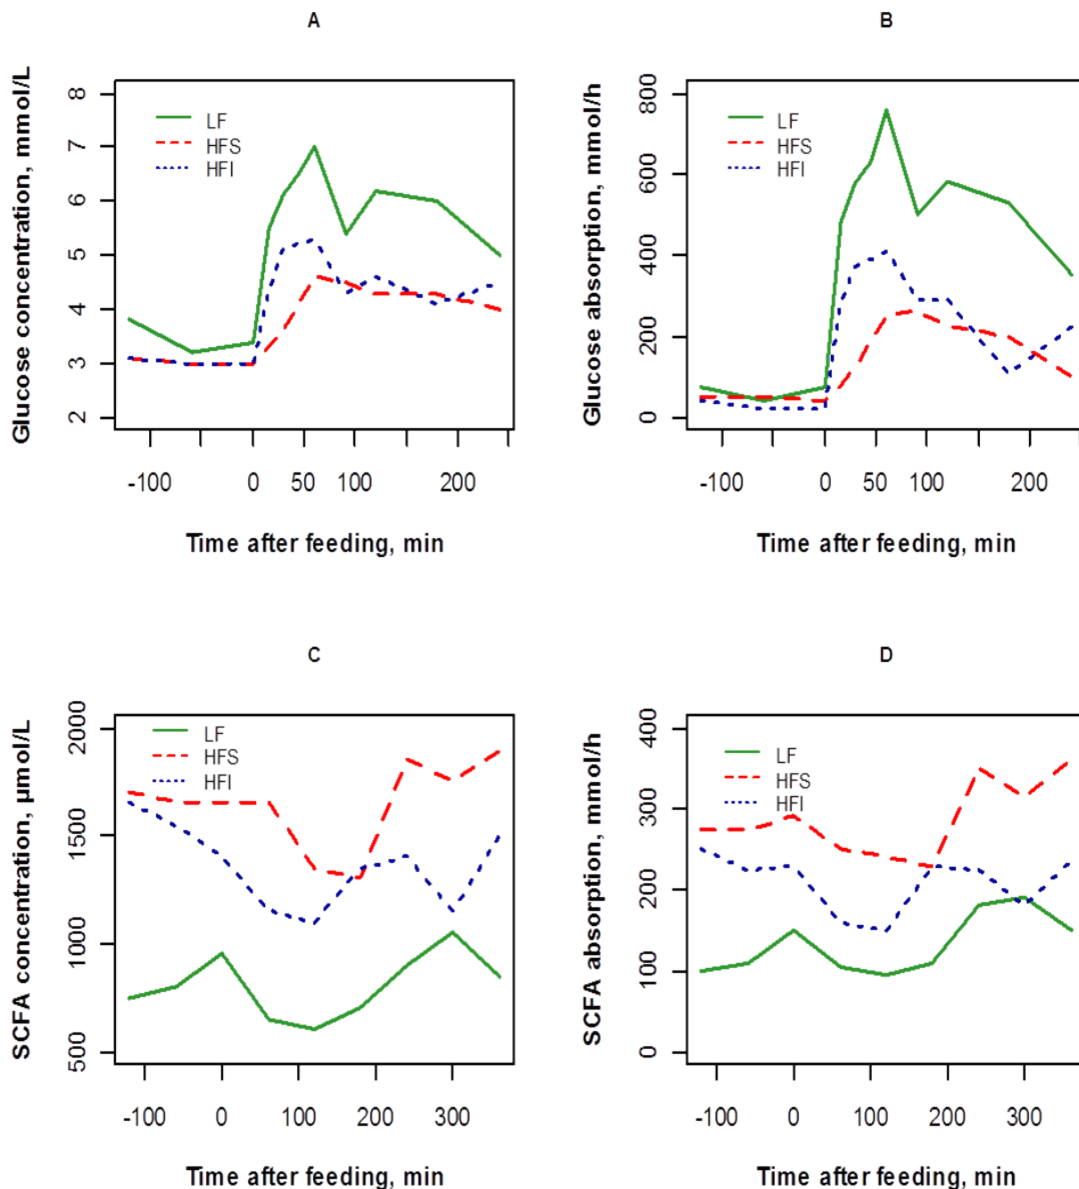 A
Glucose concentration, mmol/L
8
7
6
5
4
3
2
LF
HFS
HFI
-100 0 50 100 200
Time after feeding, min
B
Glucose absorption, mmol/h
800
600
400
200
0
LF
HFS
HFI
-100 0 50 100 200
Time after feeding, min
C
SCFA concentration, µmol/L
2000
1500
1000
500
LF
HFS
HFI
-100 0 100 200 300
Time after feeding, min
D
SCFA absorption, mmol/h
400
300
200
100
0
LF
HFS
HFI
-100 0 100 200 300
Time after feeding, min